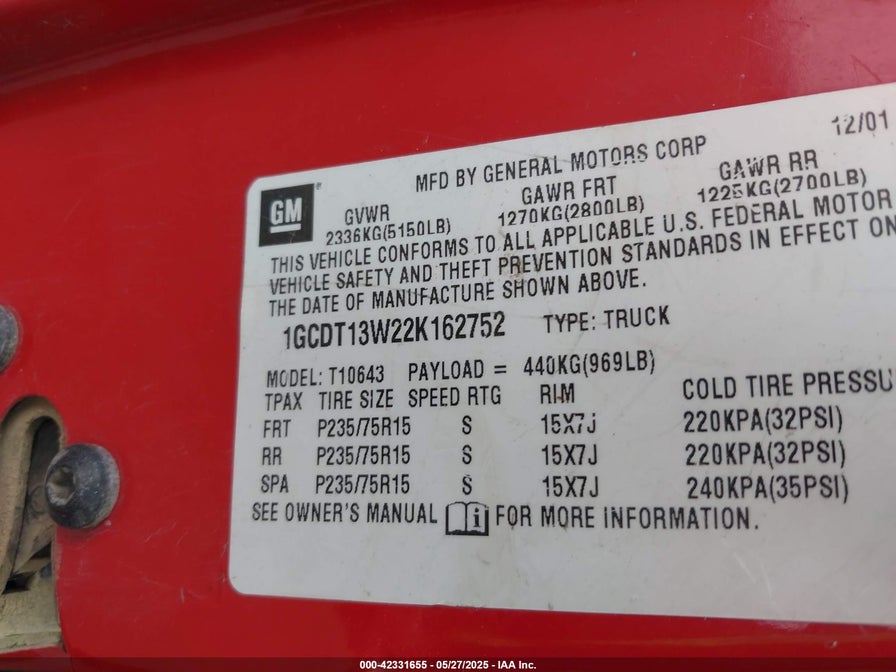 12/01
MFD BY GENERAL MOTORS CORP
GM
GVWR GAWR FRT GAWR RR
2336KG(5150LB) 1270KG(2800LB) 1225KG(2700LB)
THIS VEHICLE CONFORMS TO ALL APPLICABLE U.S. FEDERAL MOTOR
VEHICLE SAFETY AND THEFT PREVENTION STANDARDS IN EFFECT ON
THE DATE OF MANUFACTURE SHOWN ABOVE.
1GCDT13W22K162752 TYPE: TRUCK
MODEL: T10643 PAYLOAD = 440KG(969LB)
TPAX TIRE SIZE SPEED RTG RIM COLD TIRE PRESSU
FRT P235/75R15 S 15X7J 220KPA(32PSI)
RR P235/75R15 S 15X7J 220KPA(32PSI)
SPA P235/75R15 S 15X7J 240KPA(35PSI)
SEE OWNER'S MANUAL i FOR MORE INFORMATION.
000-42331655 - 05/27/2025 - IAA Inc.